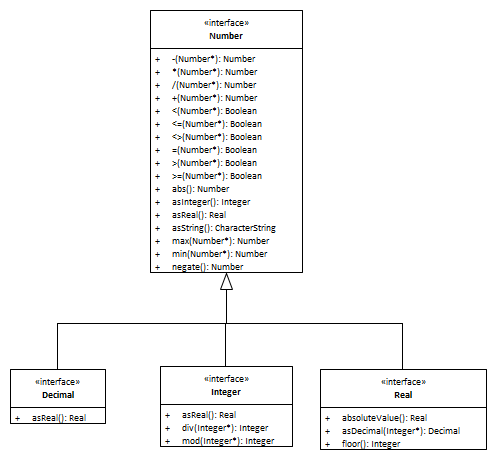 «interface»
Number
+ -(Number*): Number
+ *(Number*): Number
+ /(Number*): Number
+ +(Number*): Number
+ <(Number*): Boolean
+ <=(Number*): Boolean
+ <>(Number*): Boolean
+ =(Number*): Boolean
+ >(Number*): Boolean
+ >=(Number*): Boolean
+ abs(): Number
+ asInteger(): Integer
+ asReal(): Real
+ asString(): CharacterString
+ max(Number*): Number
+ min(Number*): Number
+ negate(): Number
«interface»
Decimal
+ asReal(): Real
«interface»
Integer
+ asReal(): Real
+ div(Integer*): Integer
+ mod(Integer*): Integer
«interface»
Real
+ absoluteValue(): Real
+ asDecimal(Integer*): Decimal
+ floor(): Integer